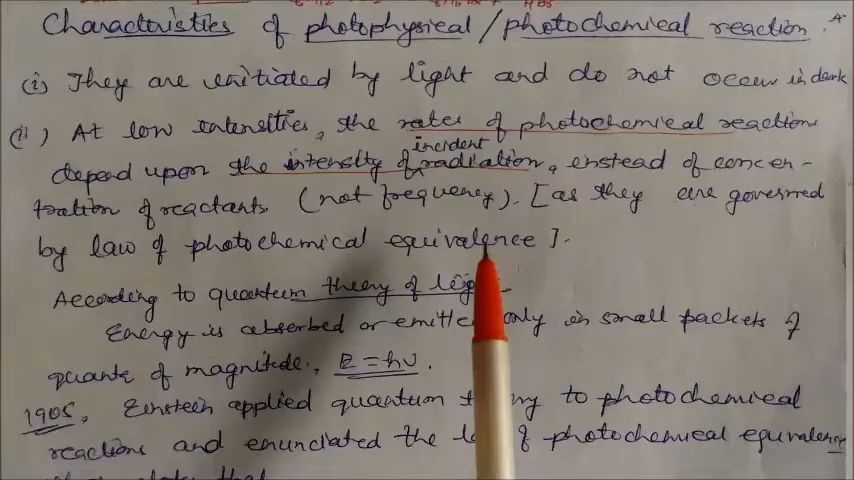 Characteristics of photophysical / photochemical reaction.
(i) They are initiated by light and do not occur in dark
(ii) At low intensities, the rates of photochemical reactions
depend upon the intensity of incident radiation, instead of concen-
tration of reactants (not frequency). [as they are governed
by law of photochemical equivalence].
According to quantum theory of
Energy is absorbed or only in small packets of
quanta of magnitude, E = hν.
1905, Einstein applied quantum to photochemical
reactions and enunciated the of photochemical equivalence